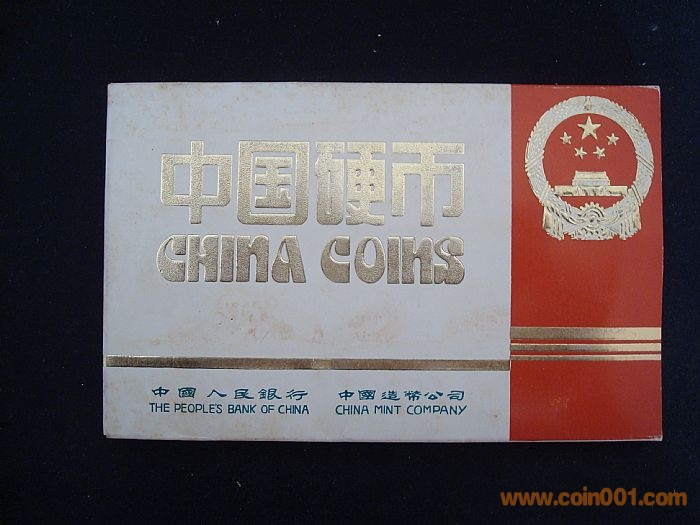 中国硬币
CHINA COINS
中國人民銀行 中國造幣公司
THE PEOPLE'S BANK OF CHINA CHINA MINT COMPANY
www.coin001.com